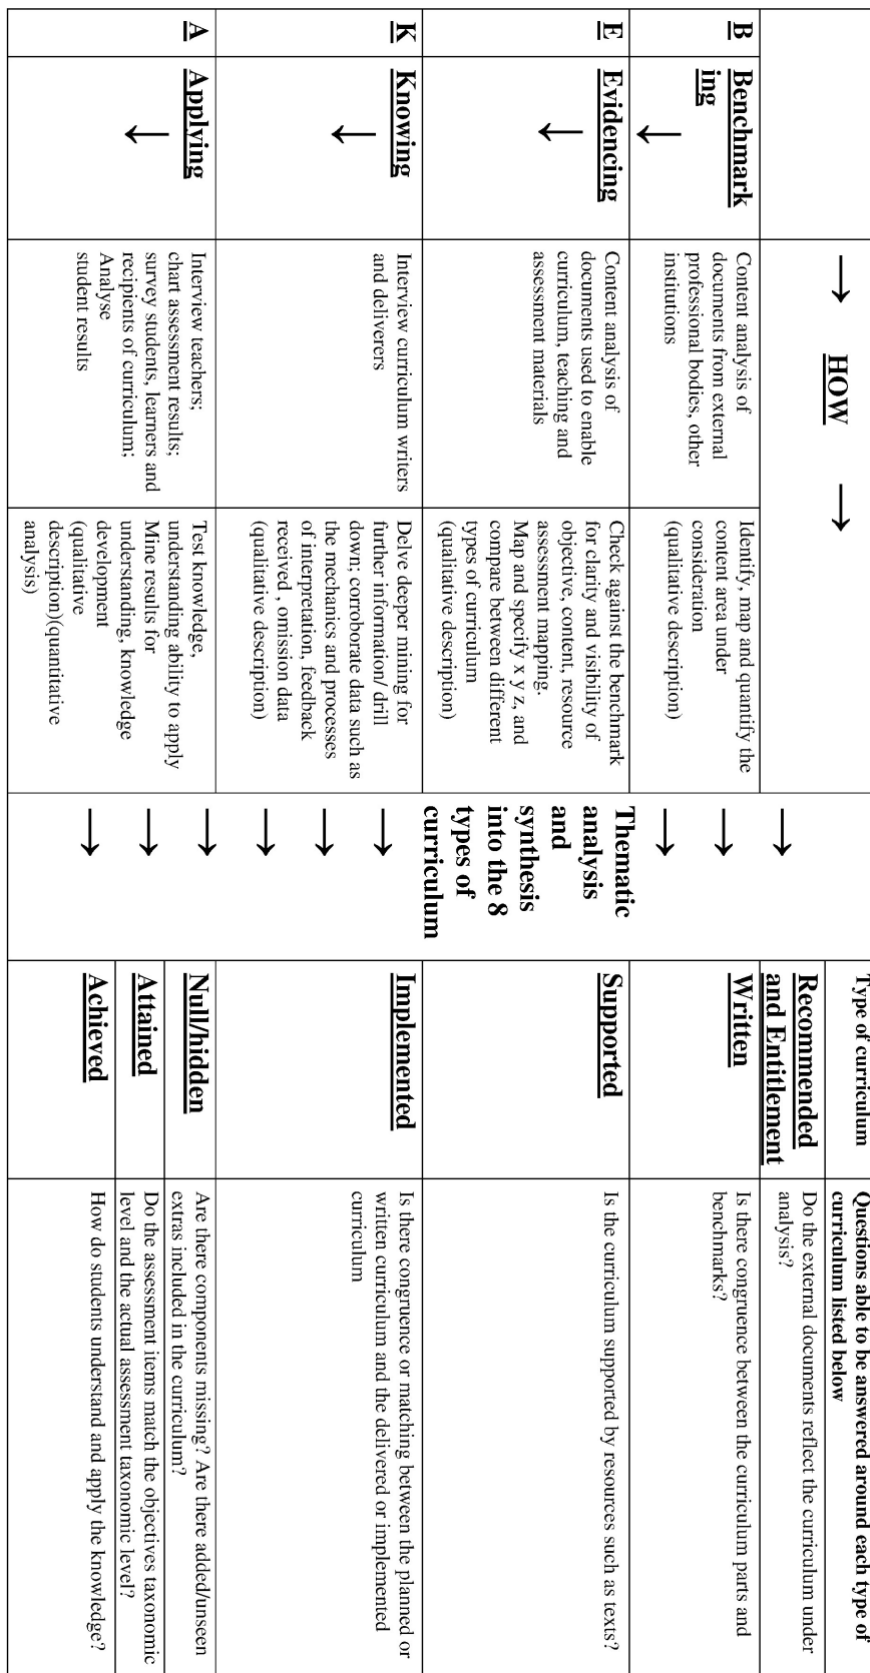 → HOW →
Type of curriculum
Questions able to be answered around each type of
curriculum listed below
→
Recommended
and Entitlement
Do the external documents reflect the curriculum under
analysis?
B
Benchmark
ing
↓
Content analysis of
documents from external
professional bodies, other
institutions
Identify, map and quantify the
content area under
consideration
(qualitative description)
→
→
Written
Is there congruence between the curriculum parts and
benchmarks?
E
Evidencing
↓
Content analysis of
documents used to enable
curriculum, teaching and
assessment materials
Check against the benchmark
for clarity and visibility of
objective, content, resource
assessment mapping.
Map and specify x y z, and
compare between different
types of curriculum
(qualitative description)
Thematic
analysis
and
synthesis
into the 8
types of
curriculum
Supported
Is the curriculum supported by resources such as texts?
K
Knowing
↓
Interview curriculum writers
and deliverers
Delve deeper mining for
further information/ drill
down; corroborate data such as
the mechanics and processes
of interpretation, feedback
received , omission data
(qualitative description)
→
→
→
Implemented
Is there congruence or matching between the planned or
written curriculum and the delivered or implemented
curriculum
A
Applying
↓
Interview teachers;
chart assessment results;
survey students, learners and
recipients of curriculum;
Analyse
student results
Test knowledge,
understanding ability to apply
Mine results for
understanding, knowledge
development
(qualitative
description)(quantitative
analysis)
→
→
→
Null/hidden
Are there components missing? Are there added/unseen
extras included in the curriculum?
Attained
Do the assessment items match the objectives taxonomic
level and the actual assessment taxonomic level?
Achieved
How do students understand and apply the knowledge?